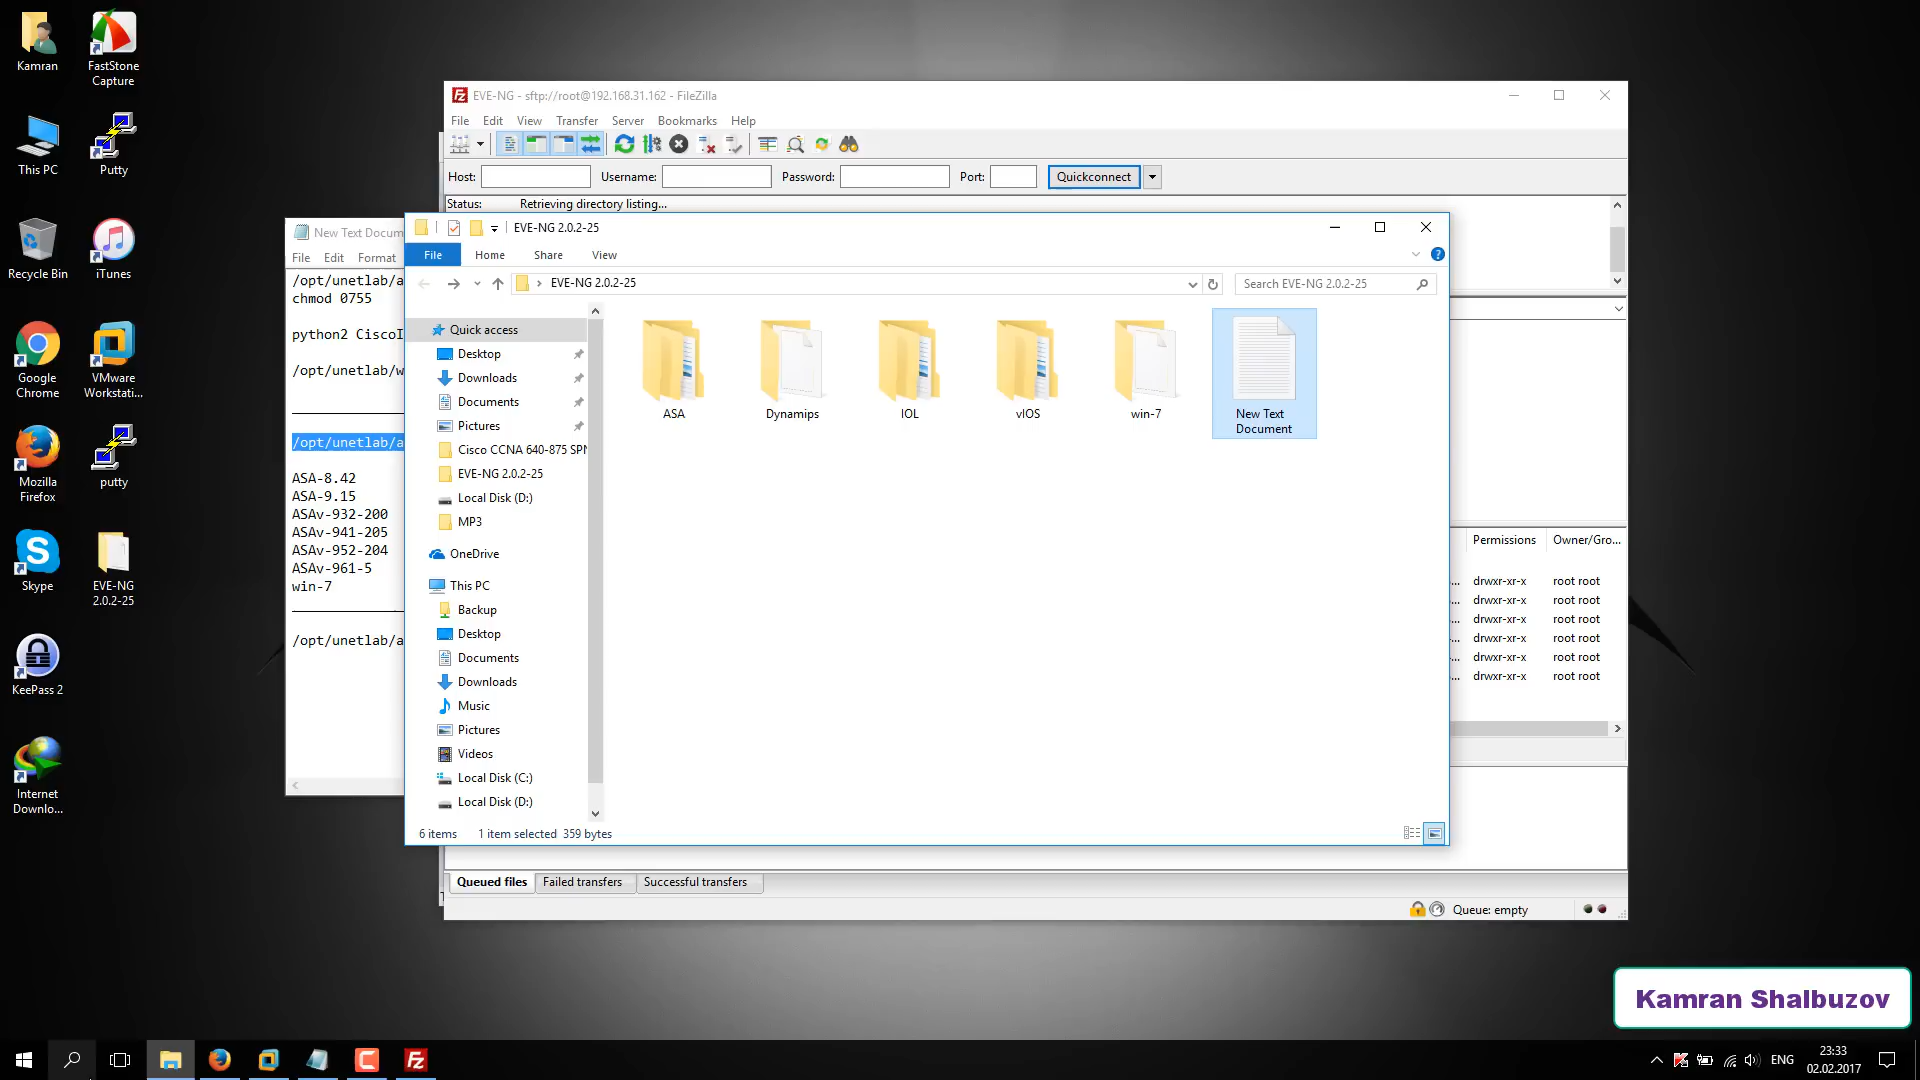 Kamran
FastStone
Capture
This PC
Putty
Recycle Bin
iTunes
Google
Chrome
VMware
Workstati...
Mozilla
Firefox
putty
Skype
EVE-NG
2.0.2-25
KeePass 2
Internet
Downlo...
EVE-NG - sftp://root@192.168.31.162 - FileZilla
File Edit View Transfer Server Bookmarks Help
Host: Username: Password: Port: Quickconnect
Status: Retrieving directory listing...
New Text Docum
File Edit Format
/opt/unetlab/a
chmod 0755
python2 CiscoI
/opt/unetlab/w
/opt/unetlab/a
ASA-8.42
ASA-9.15
ASAv-932-200
ASAv-941-205
ASAv-952-204
ASAv-961-5
win-7
/opt/unetlab/a
EVE-NG 2.0.2-25
File Home Share View
EVE-NG 2.0.2-25
Search EVE-NG 2.0.2-25
Quick access
Desktop
Downloads
Documents
Pictures
Cisco CCNA 640-875 SPN
EVE-NG 2.0.2-25
Local Disk (D:)
MP3
OneDrive
This PC
Backup
Desktop
Documents
Downloads
Music
Pictures
Videos
Local Disk (C:)
Local Disk (D:)
ASA
Dynamips
IOL
vIOS
win-7
New Text
Document
6 items 1 item selected 359 bytes
Permissions Owner/Gro...
... drwxr-xr-x root root
... drwxr-xr-x root root
... drwxr-xr-x root root
... drwxr-xr-x root root
... drwxr-xr-x root root
... drwxr-xr-x root root
Queued files Failed transfers Successful transfers
Queue: empty
Kamran Shalbuzov
ENG
23:33
02.02.2017